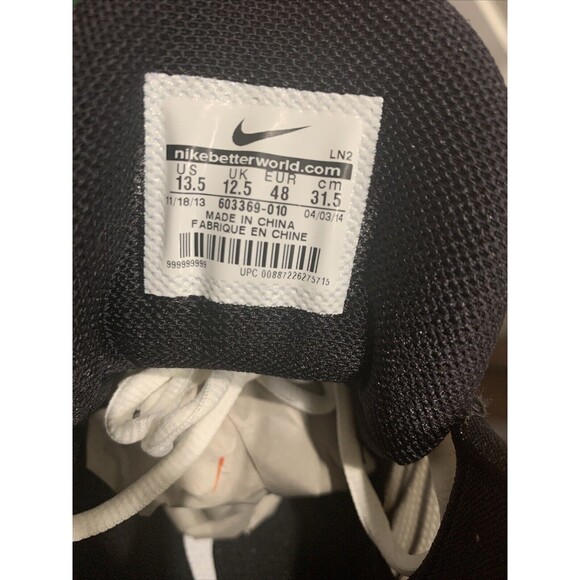 LN2
nikebetterworld.com
US UK EUR cm
13.5 12.5 48 31.5
11/18/13 603369-010 04/03/14
MADE IN CHINA
FABRIQUE EN CHINE
999999999 UPC 00887226275715